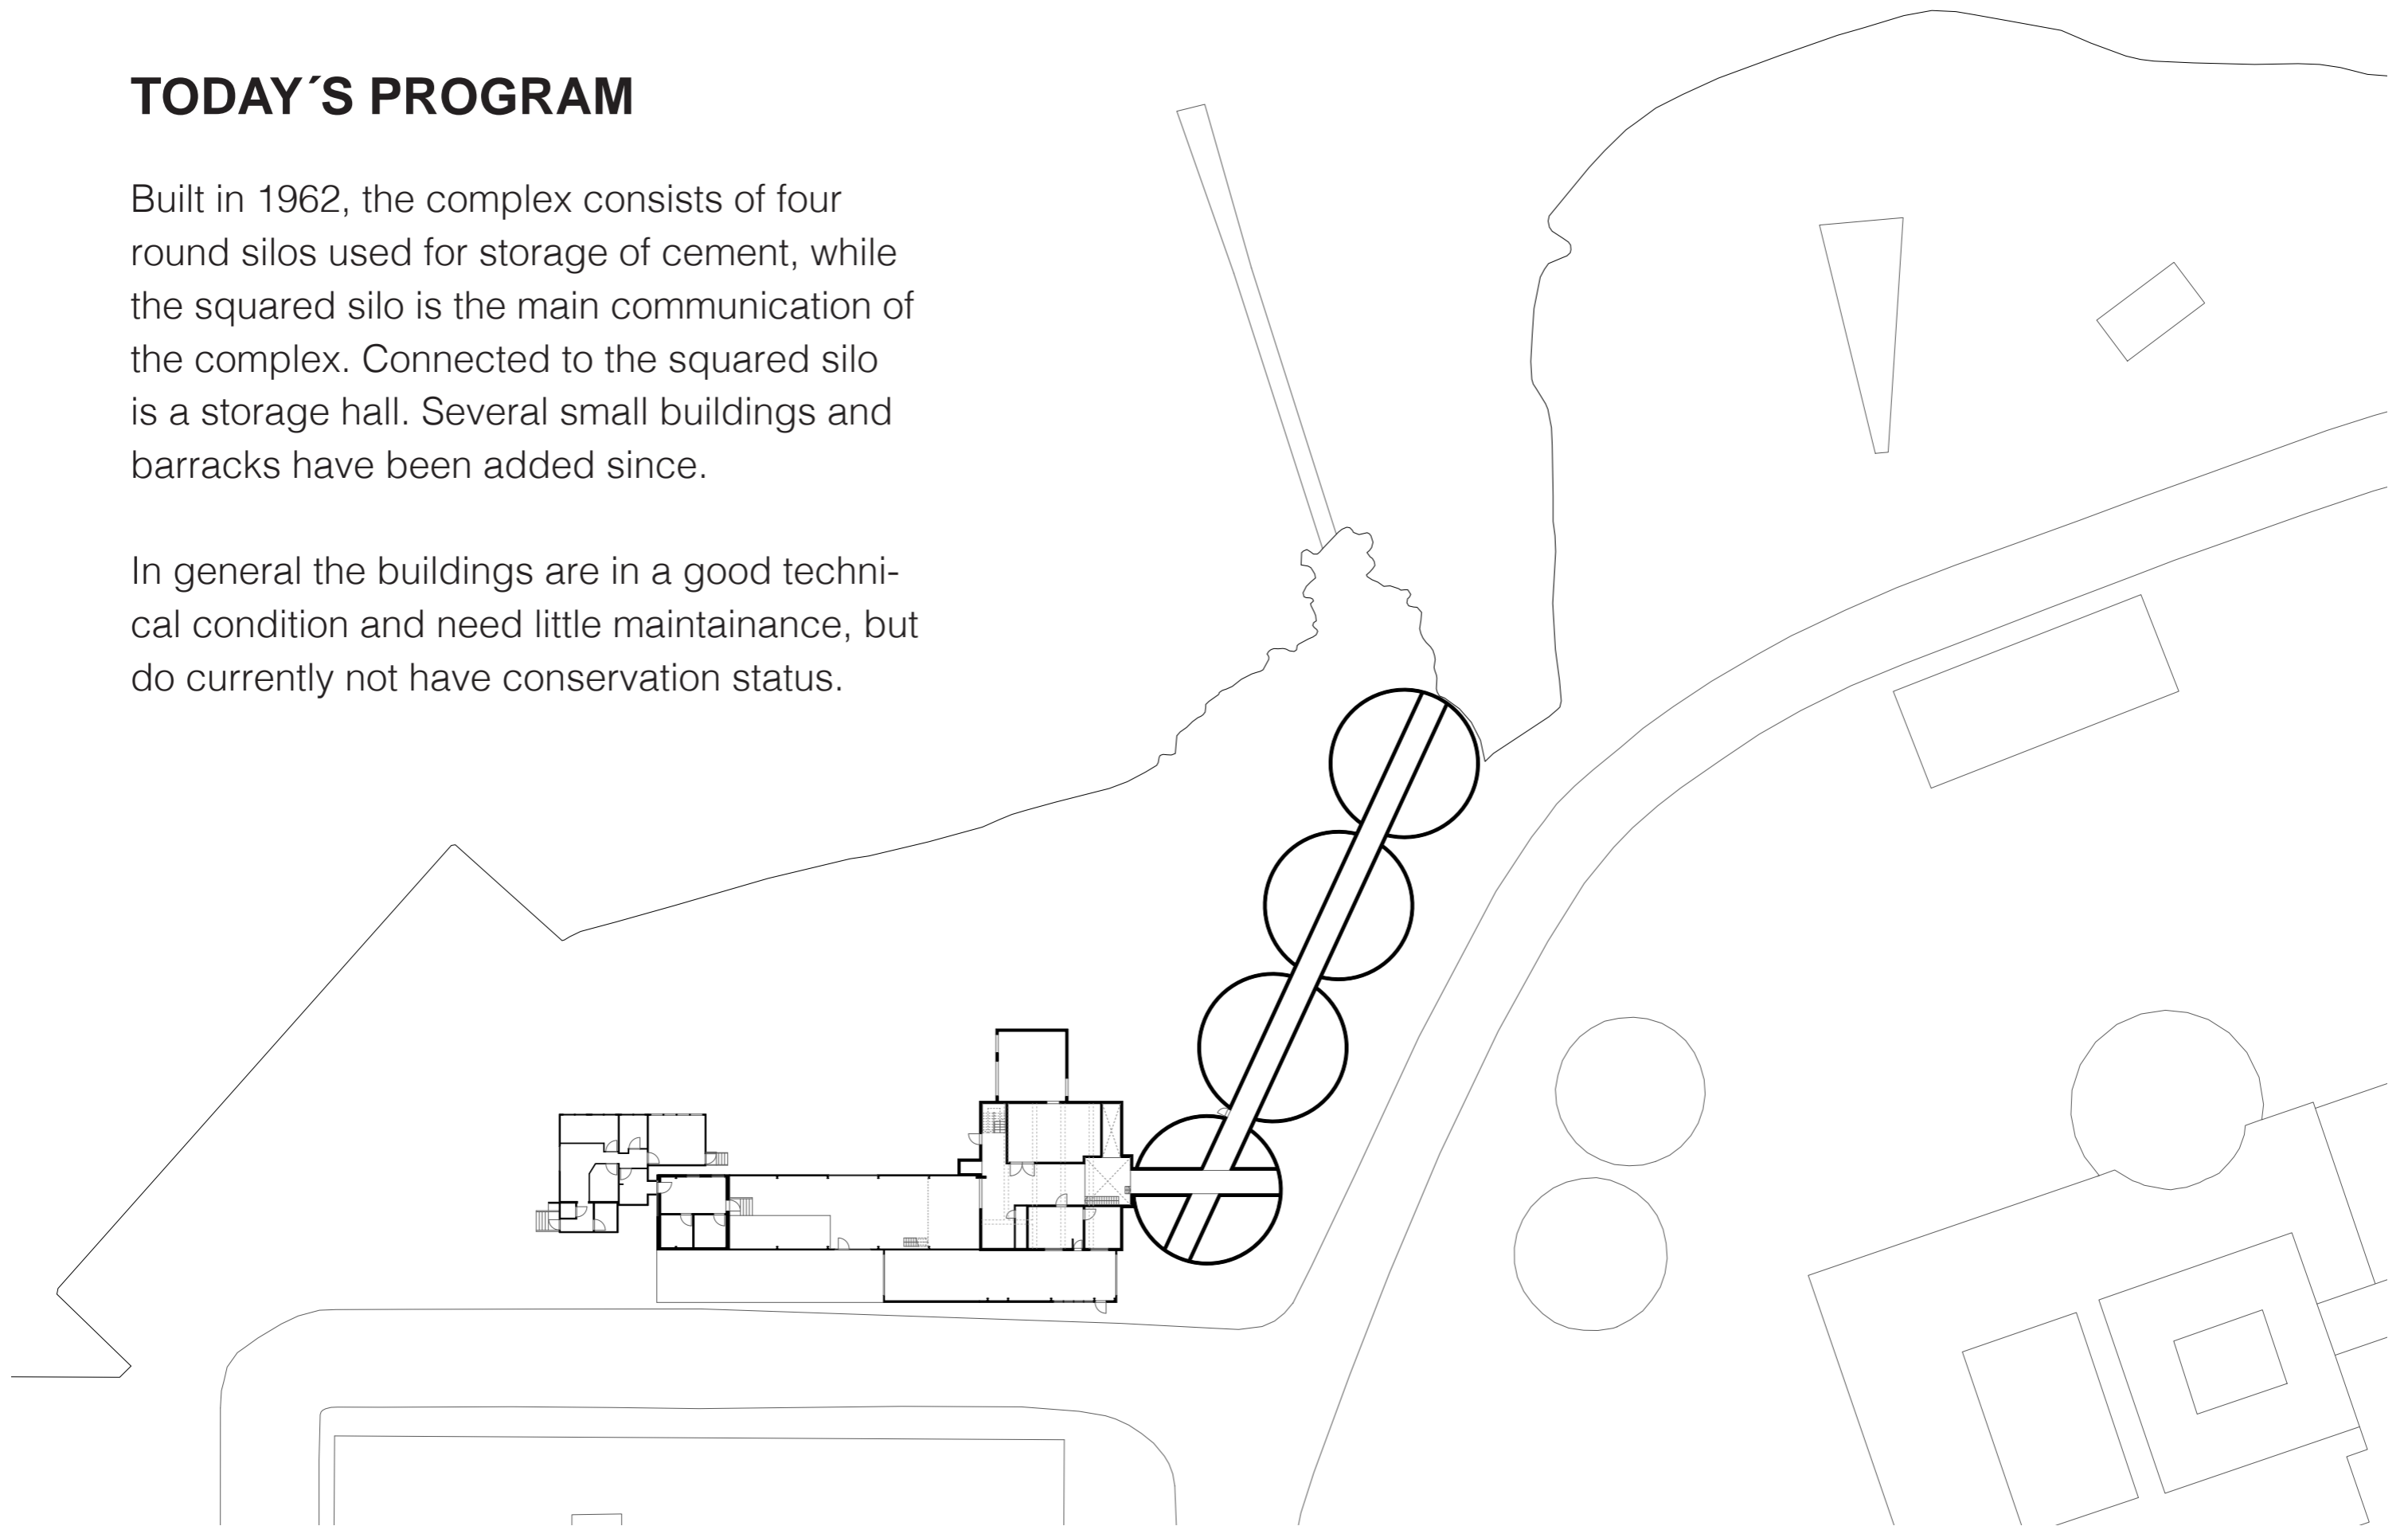 TODAY´S PROGRAM
Built in 1962, the complex consists of four
round silos used for storage of cement, while
the squared silo is the main communication of
the complex. Connected to the squared silo
is a storage hall. Several small buildings and
barracks have been added since.
In general the buildings are in a good techni-
cal condition and need little maintainance, but
do currently not have conservation status.